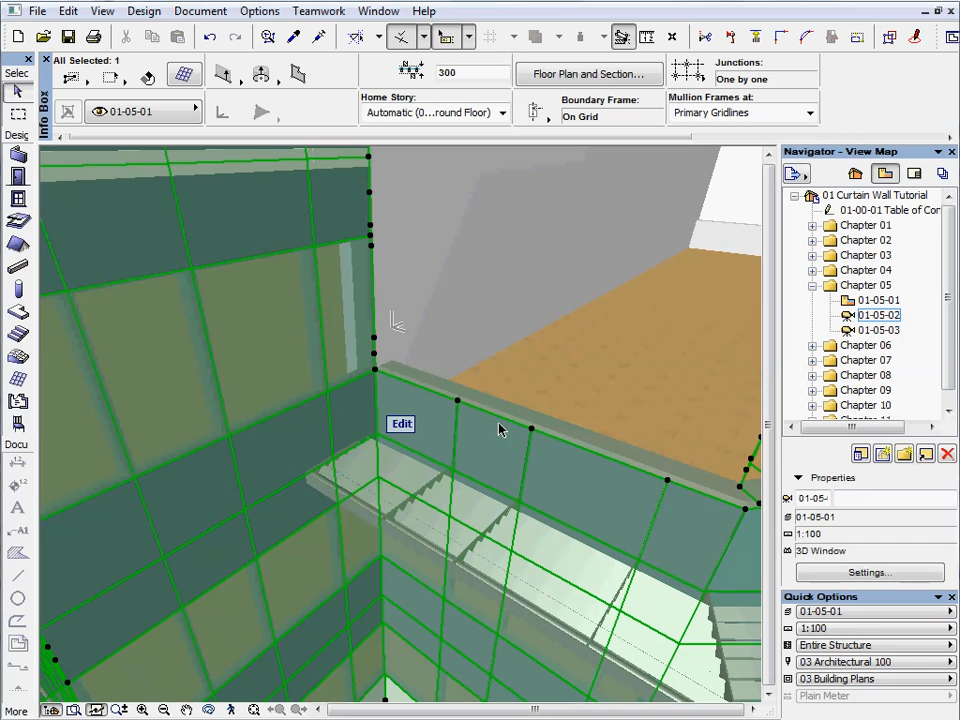 File Edit View Design Document Options Teamwork Window Help
Selec
Info Box
All Selected: 1
300
Floor Plan and Section...
Junctions:
One by one
01-05-01
Home Story:
Automatic (0...round Floor)
Boundary Frame:
On Grid
Mullion Frames at:
Primary Gridlines
Desig
Docu
A1
More
Edit
Navigator - View Map
01 Curtain Wall Tutorial
01-00-01 Table of Cor
Chapter 01
Chapter 02
Chapter 03
Chapter 04
Chapter 05
01-05-01
01-05-02
01-05-03
Chapter 06
Chapter 07
Chapter 08
Chapter 09
Chapter 10
Properties
01-05-
01-05-01
1:100
3D Window
Settings...
Quick Options
01-05-01
1:100
Entire Structure
03 Architectural 100
03 Building Plans
Plain Meter